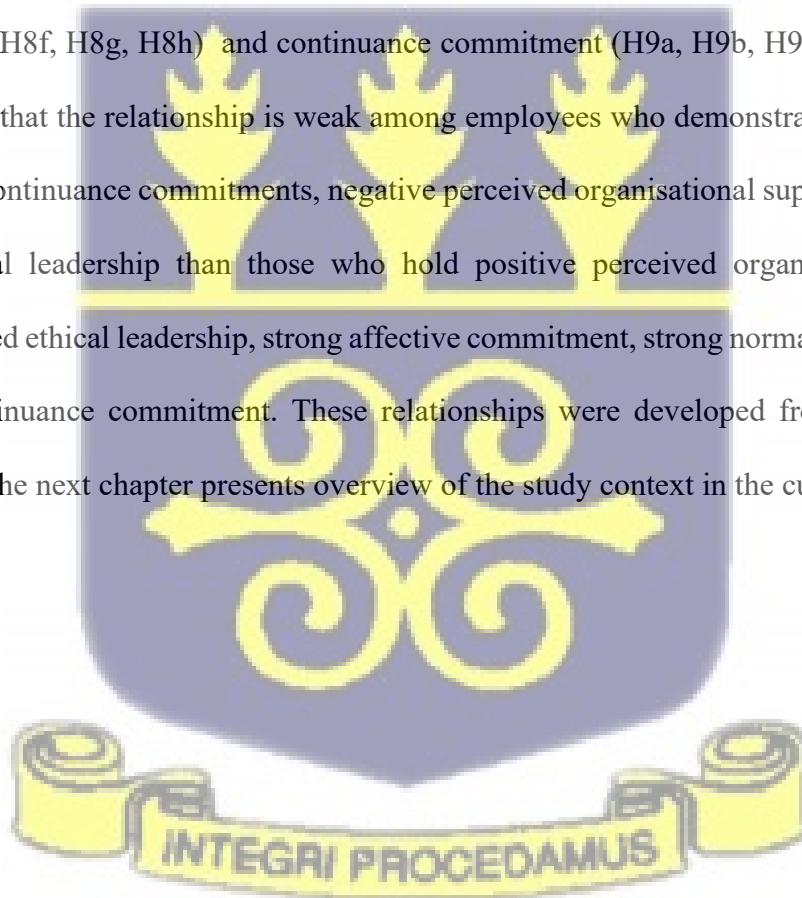 H8f, H8g, H8h) and continuance commitment (H9a, H9b, H9
that the relationship is weak among employees who demonstra
ontinuance commitments, negative perceived organisational sup
l leadership than those who hold positive perceived organ
ed ethical leadership, strong affective commitment, strong norma
inuance commitment. These relationships were developed fr
he next chapter presents overview of the study context in the cu
INTEGRI PROCEDAMUS